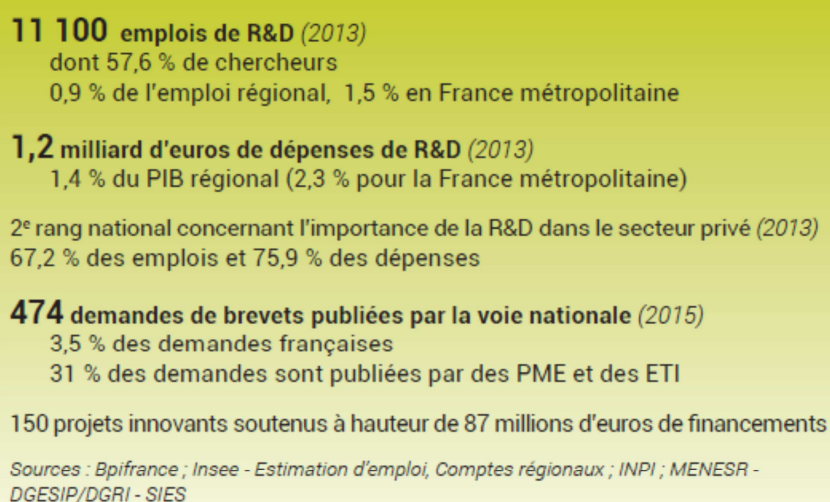 11 100 emplois de R&D (2013)
dont 57,6 % de chercheurs
0,9 % de l'emploi régional, 1,5 % en France métropolitaine
1,2 milliard d'euros de dépenses de R&D (2013)
1,4 % du PIB régional (2,3 % pour la France métropolitaine)
2e rang national concernant l'importance de la R&D dans le secteur privé (2013)
67,2 % des emplois et 75,9 % des dépenses
474 demandes de brevets publiées par la voie nationale (2015)
3,5 % des demandes françaises
31 % des demandes sont publiées par des PME et des ETI
150 projets innovants soutenus à hauteur de 87 millions d'euros de financements
Sources : Bpifrance ; Insee - Estimation d'emploi, Comptes régionaux ; INPI ; MENESR -
DGESIP/DGRI - SIES